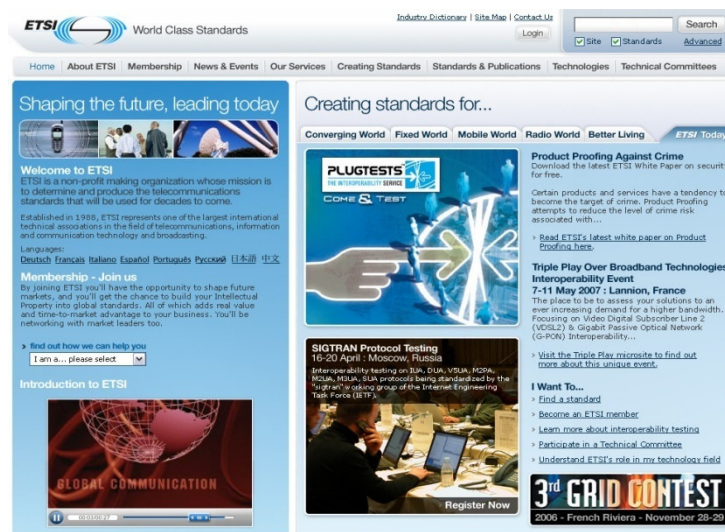 ETSI
World Class Standards
Industry Dictionary | Site Map | Contact Us
Login
Search
Site Standards Advanced
Home About ETSI Membership News & Events Our Services Creating Standards Standards & Publications Technologies Technical Committees
Shaping the future, leading today
Welcome to ETSI
ETSI is a non-profit making organization whose mission is
to determine and produce the telecommunications
standards that will be used for decades to come.
Established in 1988, ETSI represents one of the largest international
technical associations in the field of telecommunications, information
and communication technology and broadcasting.
Languages:
Deutsch Français Italiano Español Português Русский 日本語 中文
Membership - Join us
By joining ETSI you'll have the opportunity to shape future
markets, and you'll get the chance to build your Intellectual
Property into global standards. All of which adds real value
and time-to-market advantage to your business. You'll be
networking with market leaders too.
› find out how we can help you
I am a... please select
Introduction to ETSI
GLOBAL COMMUNICATION
Creating standards for...
Converging World Fixed World Mobile World Radio World Better Living ETSI Today
PLUGTESTS
THE INTEROPERABILITY SERVICE
COME & TEST
SIGTRAN Protocol Testing
16-20 April : Moscow, Russia
Interoperability testing on IUA, DUA, V5UA, M2PA,
M2UA, M3UA, SUA protocols being standardized by the
"sigtran" working group of the Internet Engineering
Task Force (IETF).
Register Now
Product Proofing Against Crime
Download the latest ETSI White Paper on security
for free.
Certain products and services have a tendency to
become the target of crime. Product Proofing
attempts to reduce the level of crime risk
associated with...
› Read ETSI's latest white paper on Product
Proofing here.
Triple Play Over Broadband Technologies
Interoperability Event
7-11 May 2007 : Lannion, France
The place to be to assess your solutions to an
ever increasing demand for a higher bandwidth.
Focusing on Video Digital Subscriber Line 2
(VDSL2) & Gigabit Passive Optical Network
(G-PON) Interoperability...
› Visit the Triple Play microsite to find out
more about this unique event.
I Want To...
› Find a standard
› Become an ETSI member
› Learn more about interoperability testing
› Participate in a Technical Committee
› Understand ETSI's role in my technology field
3rd GRID CONTEST
2006 - French Riviera - November 28-29